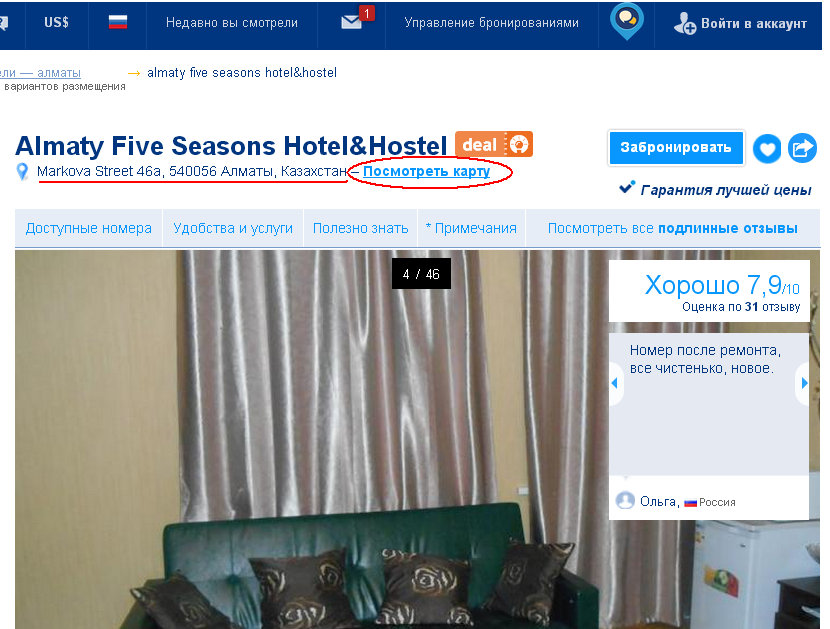 US$
Недавно вы смотрели
1
Управление бронированиями
Войти в аккаунт
ели — алматы → almaty five seasons hotel&hostel
вариантов размещения
Almaty Five Seasons Hotel&Hostel deal
Забронировать
Markova Street 46a, 540056 Алматы, Казахстан – Посмотреть карту
Гарантия лучшей цены
Доступные номера
Удобства и услуги
Полезно знать
* Примечания
Посмотреть все подлинные отзывы
4 / 46
Хорошо 7,9/10
Оценка по 31 отзыву
Номер после ремонта,
все чистенько, новое.
Ольга, Россия